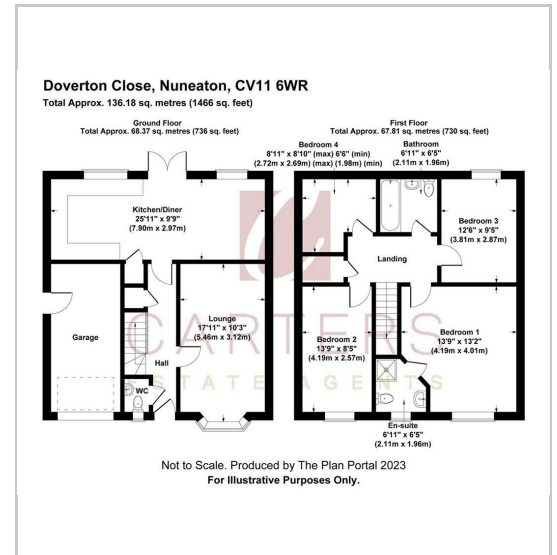 Doverton Close, Nuneaton, CV11 6WR
Total Approx. 136.18 sq. metres (1466 sq. feet)
Ground Floor
Total Approx. 68.37 sq. metres (736 sq. feet)
Kitchen/Diner
25'11" x 9'9"
(7.90m x 2.97m)
Garage
Lounge
17'11" x 10'3"
(5.46m x 3.12m)
Hall
WC
First Floor
Total Approx. 67.81 sq. metres (730 sq. feet)
Bedroom 4
8'11" x 8'10" (max) 6'6" (min)
(2.72m x 2.69m) (max) (1.98m) (min)
Bathroom
6'11" x 6'5"
(2.11m x 1.96m)
Bedroom 3
12'6" x 9'5"
(3.81m x 2.87m)
Landing
Bedroom 2
13'9" x 8'5"
(4.19m x 2.57m)
Bedroom 1
13'9" x 13'2"
(4.19m x 4.01m)
En-suite
6'11" x 6'5"
(2.11m x 1.96m)
CARTERS
ESTATE AGENTS
Not to Scale. Produced by The Plan Portal 2023
For Illustrative Purposes Only.